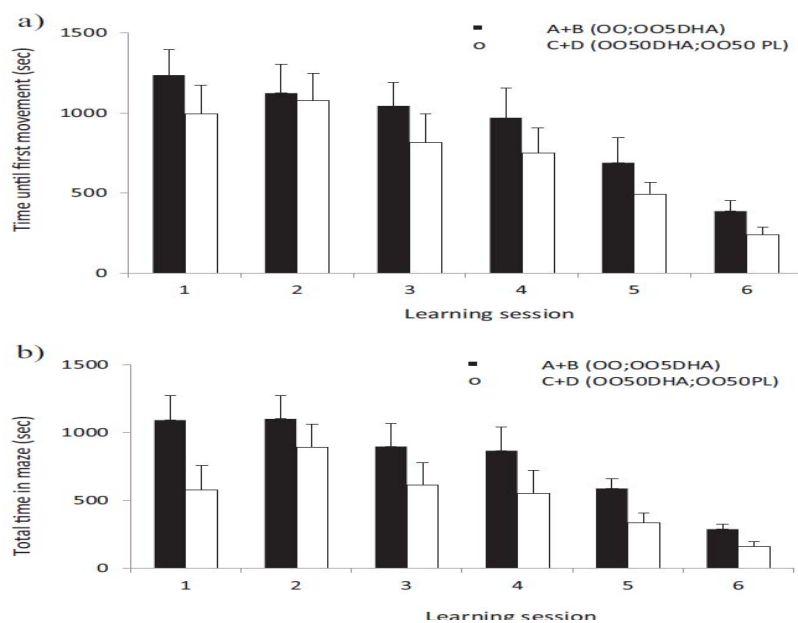 a)
1500
1000
500
0
Time until first movement (sec)
A+B (OO;OO5DHA)
C+D (OO50DHA;OO50 PL)
1 2 3 4 5 6
Learning session
b)
1500
1000
500
0
Total time in maze (sec)
A+B (OO;OO5DHA)
C+D (OO50DHA;OO50PL)
1 2 3 4 5 6
Learning session